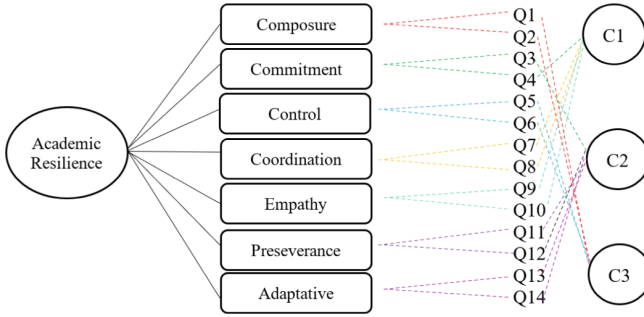 Academic
Resilience
Composure
Commitment
Control
Coordination
Empathy
Preseverance
Adaptative
Q1
Q2
Q3
Q4
Q5
Q6
Q7
Q8
Q9
Q10
Q11
Q12
Q13
Q14
C1
C2
C3